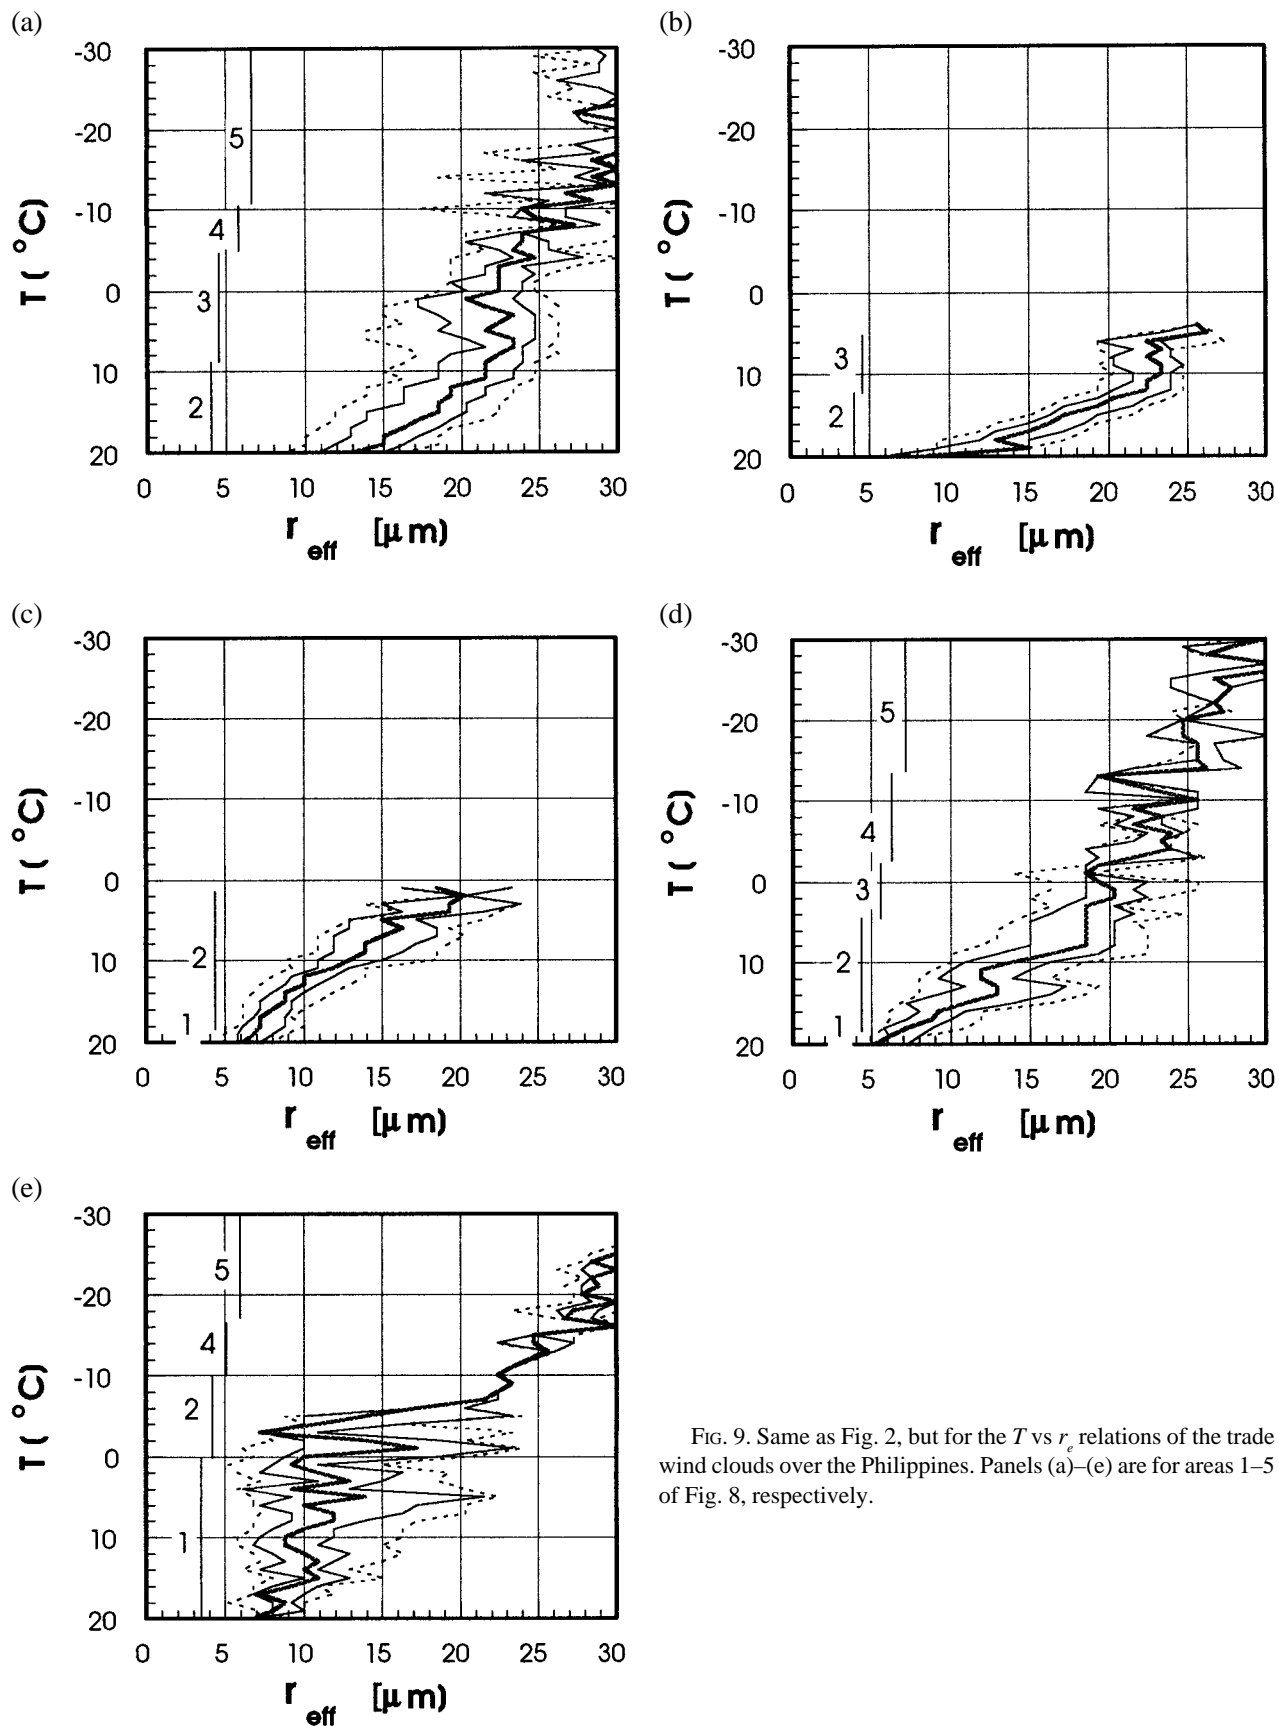 (a)
-30
-20
-10
0
10
20
T ( °C)
5
4
3
2
0 5 10 15 20 25 30
r eff [μm)
(b)
-30
-20
-10
0
10
20
T ( °C)
3
2
0 5 10 15 20 25 30
r eff [μm)
(c)
-30
-20
-10
0
10
20
T ( °C)
2
1
0 5 10 15 20 25 30
r eff [μm)
(d)
-30
-20
-10
0
10
20
T ( °C)
5
4
3
2
1
0 5 10 15 20 25 30
r eff [μm)
(e)
-30
-20
-10
0
10
20
T ( °C)
5
4
2
1
0 5 10 15 20 25 30
r eff [μm)
FIG. 9. Same as Fig. 2, but for the T vs re relations of the trade
wind clouds over the Philippines. Panels (a)–(e) are for areas 1–5
of Fig. 8, respectively.